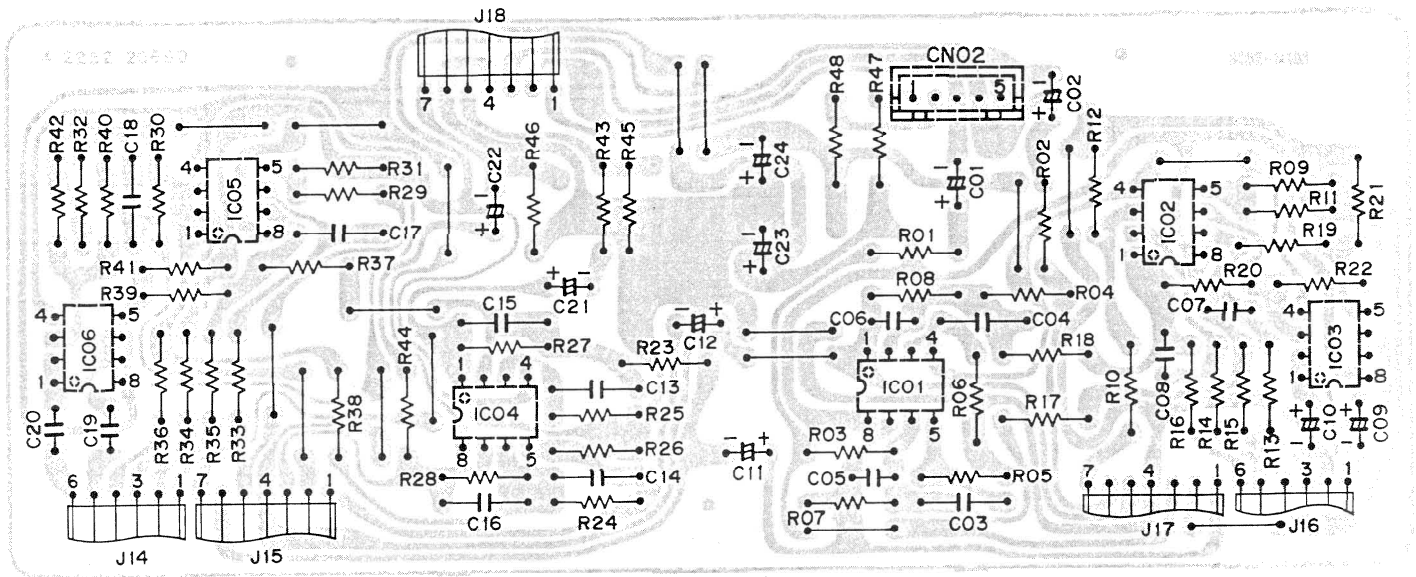 J18
7 4 1
R48
R47
CN02
1 5
-
+
C02
R12
R42
R32
R40
C18
R30
4 5
IC05
1 8
R31
R29
C17
C22
-
+
R46
R43
R45
-
+
C24
-
+
C23
-
+
C01
R02
4 5
IC02
1 8
R09
R11
R19
R21
R41
R37
R39
+ -
C21
R01
R08
R04
R20
R22
C07
4 5
IC06
1 8
C15
R27
R44
- +
C12
R23
C06
C04
R18
4 5
IC03
1 8
1 4
IC04
8 5
C13
R25
R26
C14
R24
1 4
IC01
8 5
R06
R17
R10
C08
R16
R14
R15
R13
+
-
C10
+
-
C09
C20
C19
R36
R34
R35
R33
R38
R28
C16
- +
C11
R03
C05
R07
R05
C03
6 3 1
J14
7 4 1
J15
7 4 1
J17
6 3 1
J16